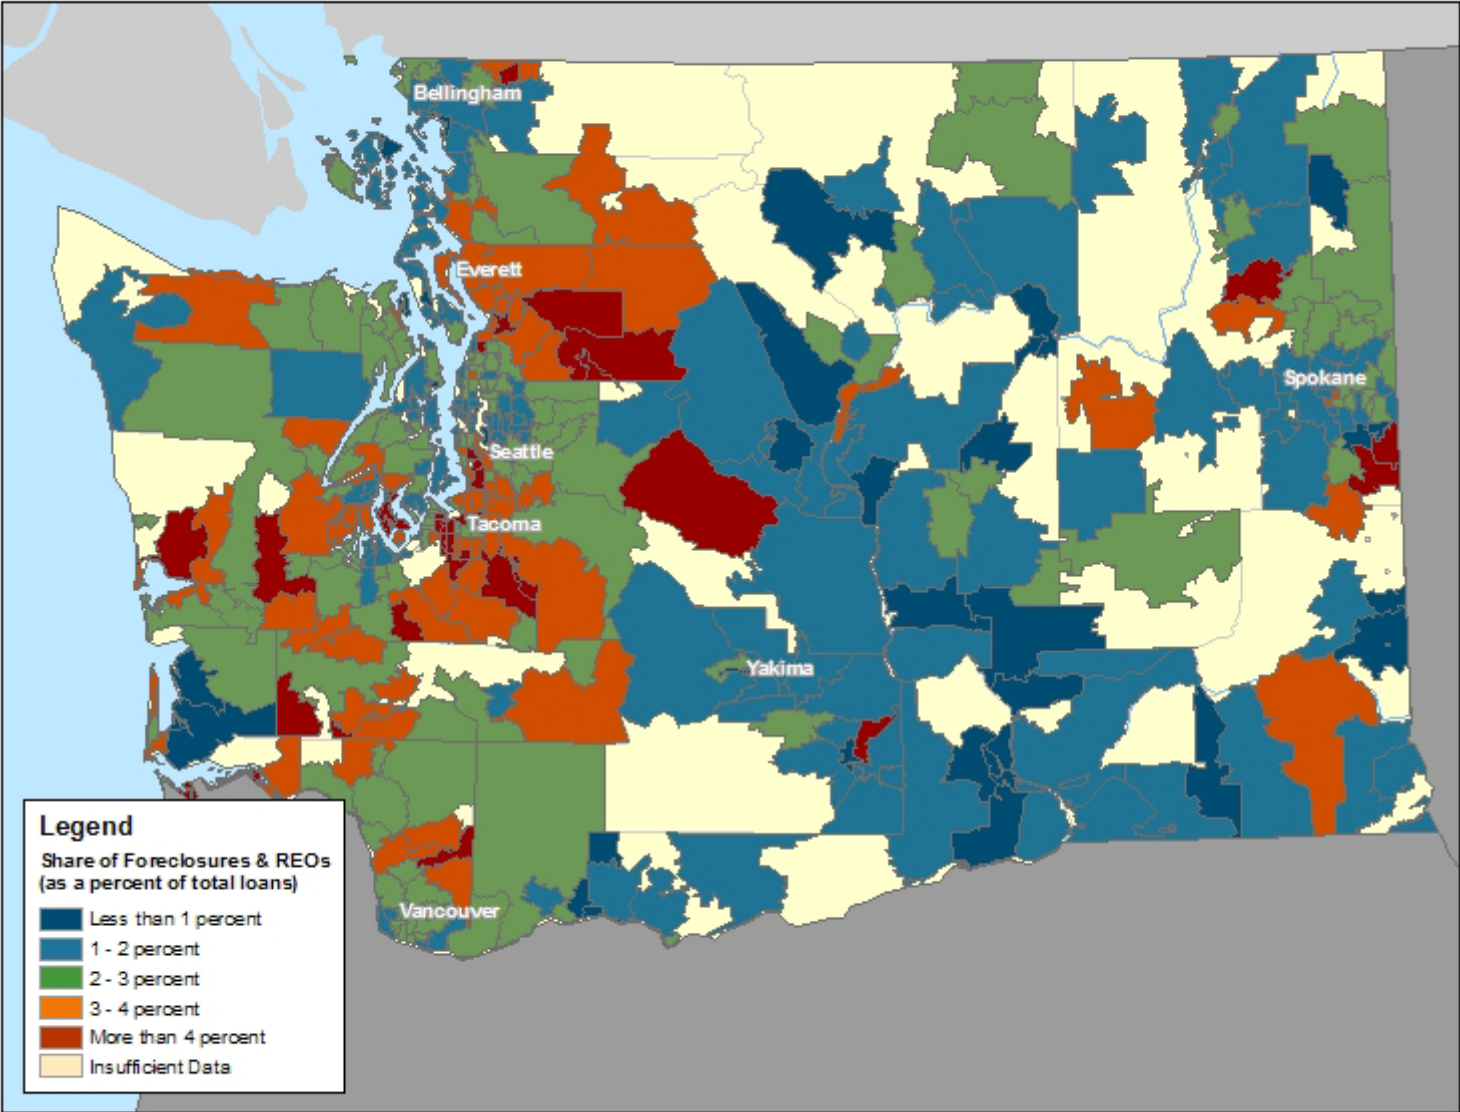 Bellingham
Everett
Spokane
Seattle
Tacoma
Yakima
Vancouver
Legend
Share of Foreclosures & REOs
(as a percent of total loans)
Less than 1 percent
1 - 2 percent
2 - 3 percent
3 - 4 percent
More than 4 percent
Insufficient Data